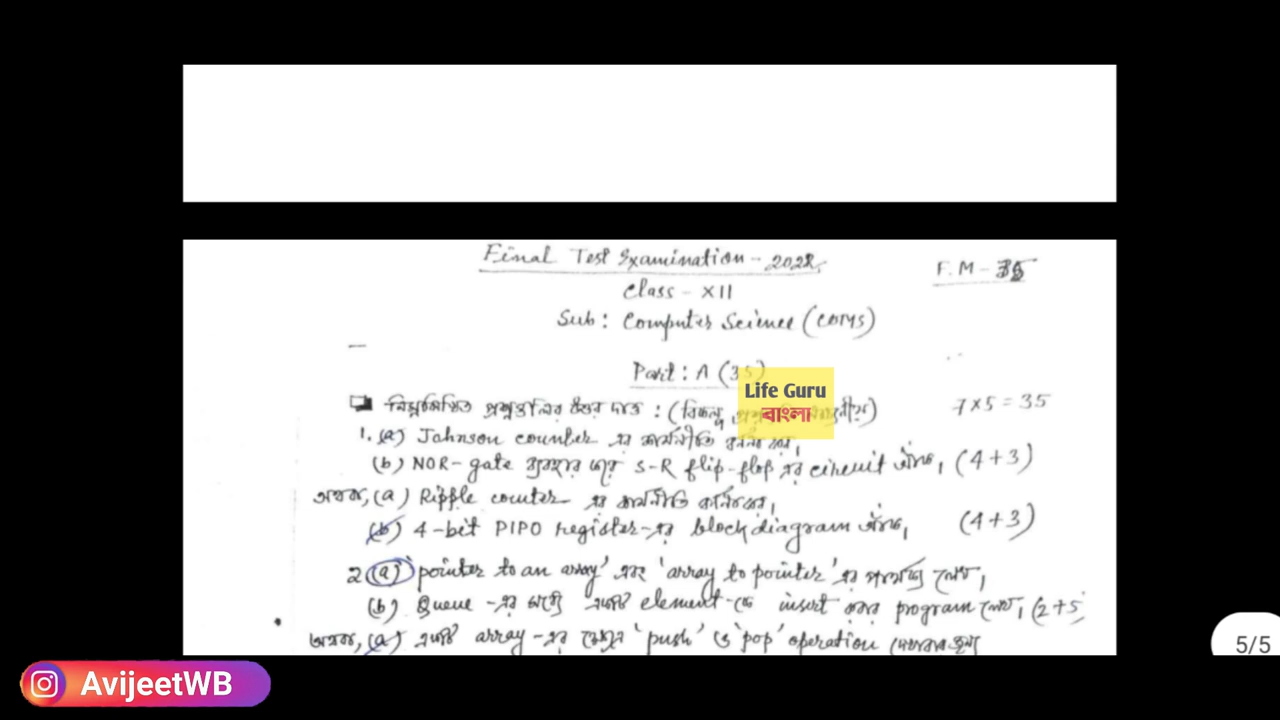 Final Test Examination - 2022
F.M - 35
Class - XII
Sub: Computer Science (COMS)
Part: A (35)
নিম্নলিখিত প্রশ্নগুলির উত্তর দাও : (বিকল্প
7 x 5 = 35
Life Guru
বাংলা
1. (a) Johnson counter এর কার্যনীতি বর্ণনা করো।
(b) NOR-gate ব্যবহার করে S-R flip-flop এর circuit আঁক। (4+3)
অথবা, (a) Ripple counter এর কার্যনীতি বর্ণনা করো।
(b) 4-bit PIPO register-এর block diagram আঁক। (4+3)
2 (a) 'pointer to an array' এবং 'array to pointer' এর পার্থক্য লেখ।
(b) Queue -এর মধ্যে একটি element-কে insert করার program লেখ। (2+5)
অথবা, (a) একটি array-এর মধ্যে 'push' ও 'pop' operation দেখাবার জন্য
5/5
AvijeetWB